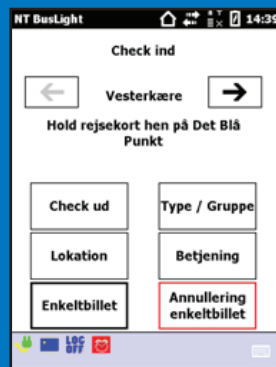 NT BusLight 14:39
Check ind
Vesterkære
Hold rejsekort hen på Det Blå
Punkt
Check ud Type / Gruppe
Lokation Betjening
Enkeltbillet Annullering
enkeltbillet
LOG
OFF